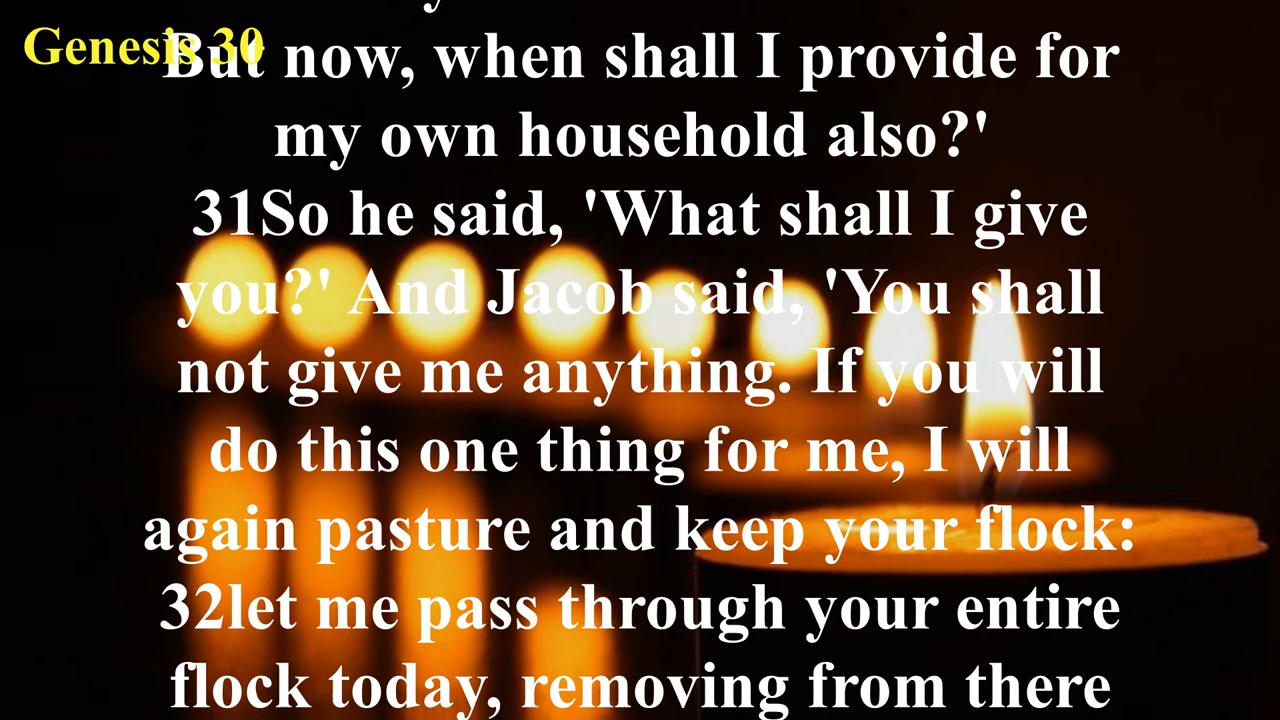 Genesis 30
But now, when shall I provide for
my own household also?'
31So he said, 'What shall I give
you?' And Jacob said, 'You shall
not give me anything. If you will
do this one thing for me, I will
again pasture and keep your flock:
32let me pass through your entire
flock today, removing from there